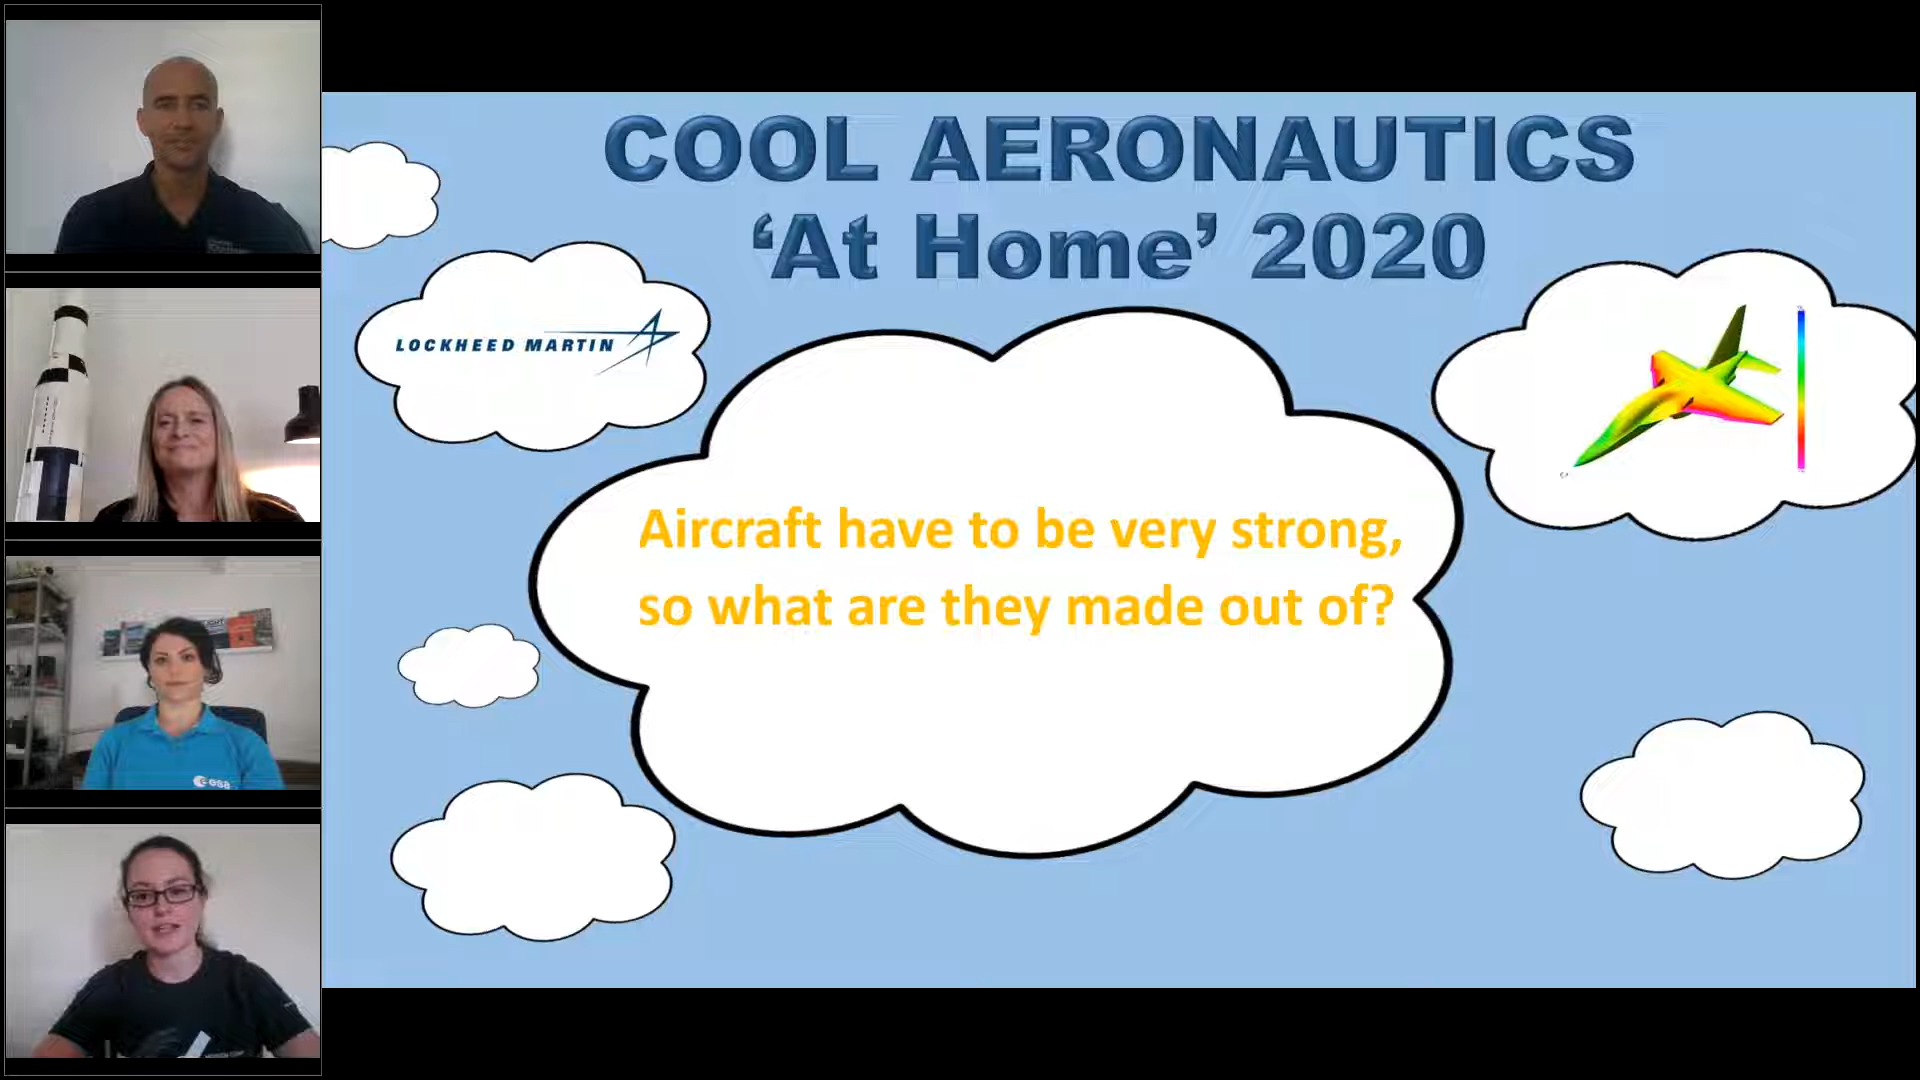 COOL AERONAUTICS
‘At Home’ 2020
LOCKHEED MARTIN
Aircraft have to be very strong,
so what are they made out of?
esa